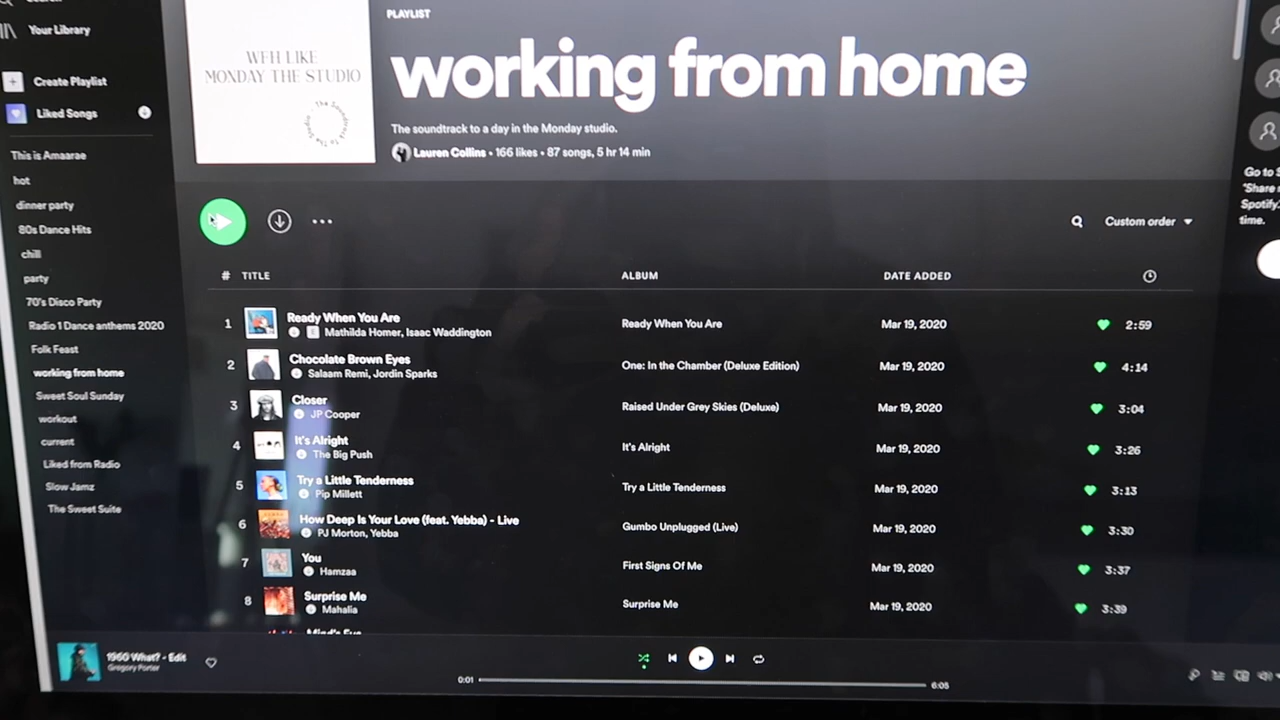 Your Library
Create Playlist
Liked Songs
This is Amaarae
hot
dinner party
80s Dance Hits
chill
party
70's Disco Party
Radio 1 Dance anthems 2020
Folk Feast
working from home
Sweet Soul Sunday
workout
current
Liked from Radio
Slow Jamz
The Sweet Suite
WFH LIKE
MONDAY THE STUDIO
PLAYLIST
working from home
The soundtrack to a day in the Monday studio.
Lauren Collins • 166 likes • 87 songs, 5 hr 14 min
Custom order
# TITLE ALBUM DATE ADDED
1 Ready When You Are Ready When You Are Mar 19, 2020 2:59
E Mathilda Homer, Isaac Waddington
2 Chocolate Brown Eyes One: In the Chamber (Deluxe Edition) Mar 19, 2020 4:14
Salaam Remi, Jordin Sparks
3 Closer Raised Under Grey Skies (Deluxe) Mar 19, 2020 3:04
JP Cooper
4 It's Alright It's Alright Mar 19, 2020 3:26
The Big Push
5 Try a Little Tenderness Try a Little Tenderness Mar 19, 2020 3:13
Pip Millett
6 How Deep Is Your Love (feat. Yebba) - Live Gumbo Unplugged (Live) Mar 19, 2020 3:30
PJ Morton, Yebba
7 You First Signs Of Me Mar 19, 2020 3:37
Hamzaa
8 Surprise Me Surprise Me Mar 19, 2020 3:39
Mahalia
Mind's Eye
Go to
'Share
Spotify.
time.
1960 What? - Edit
Gregory Porter
0:01 6:05